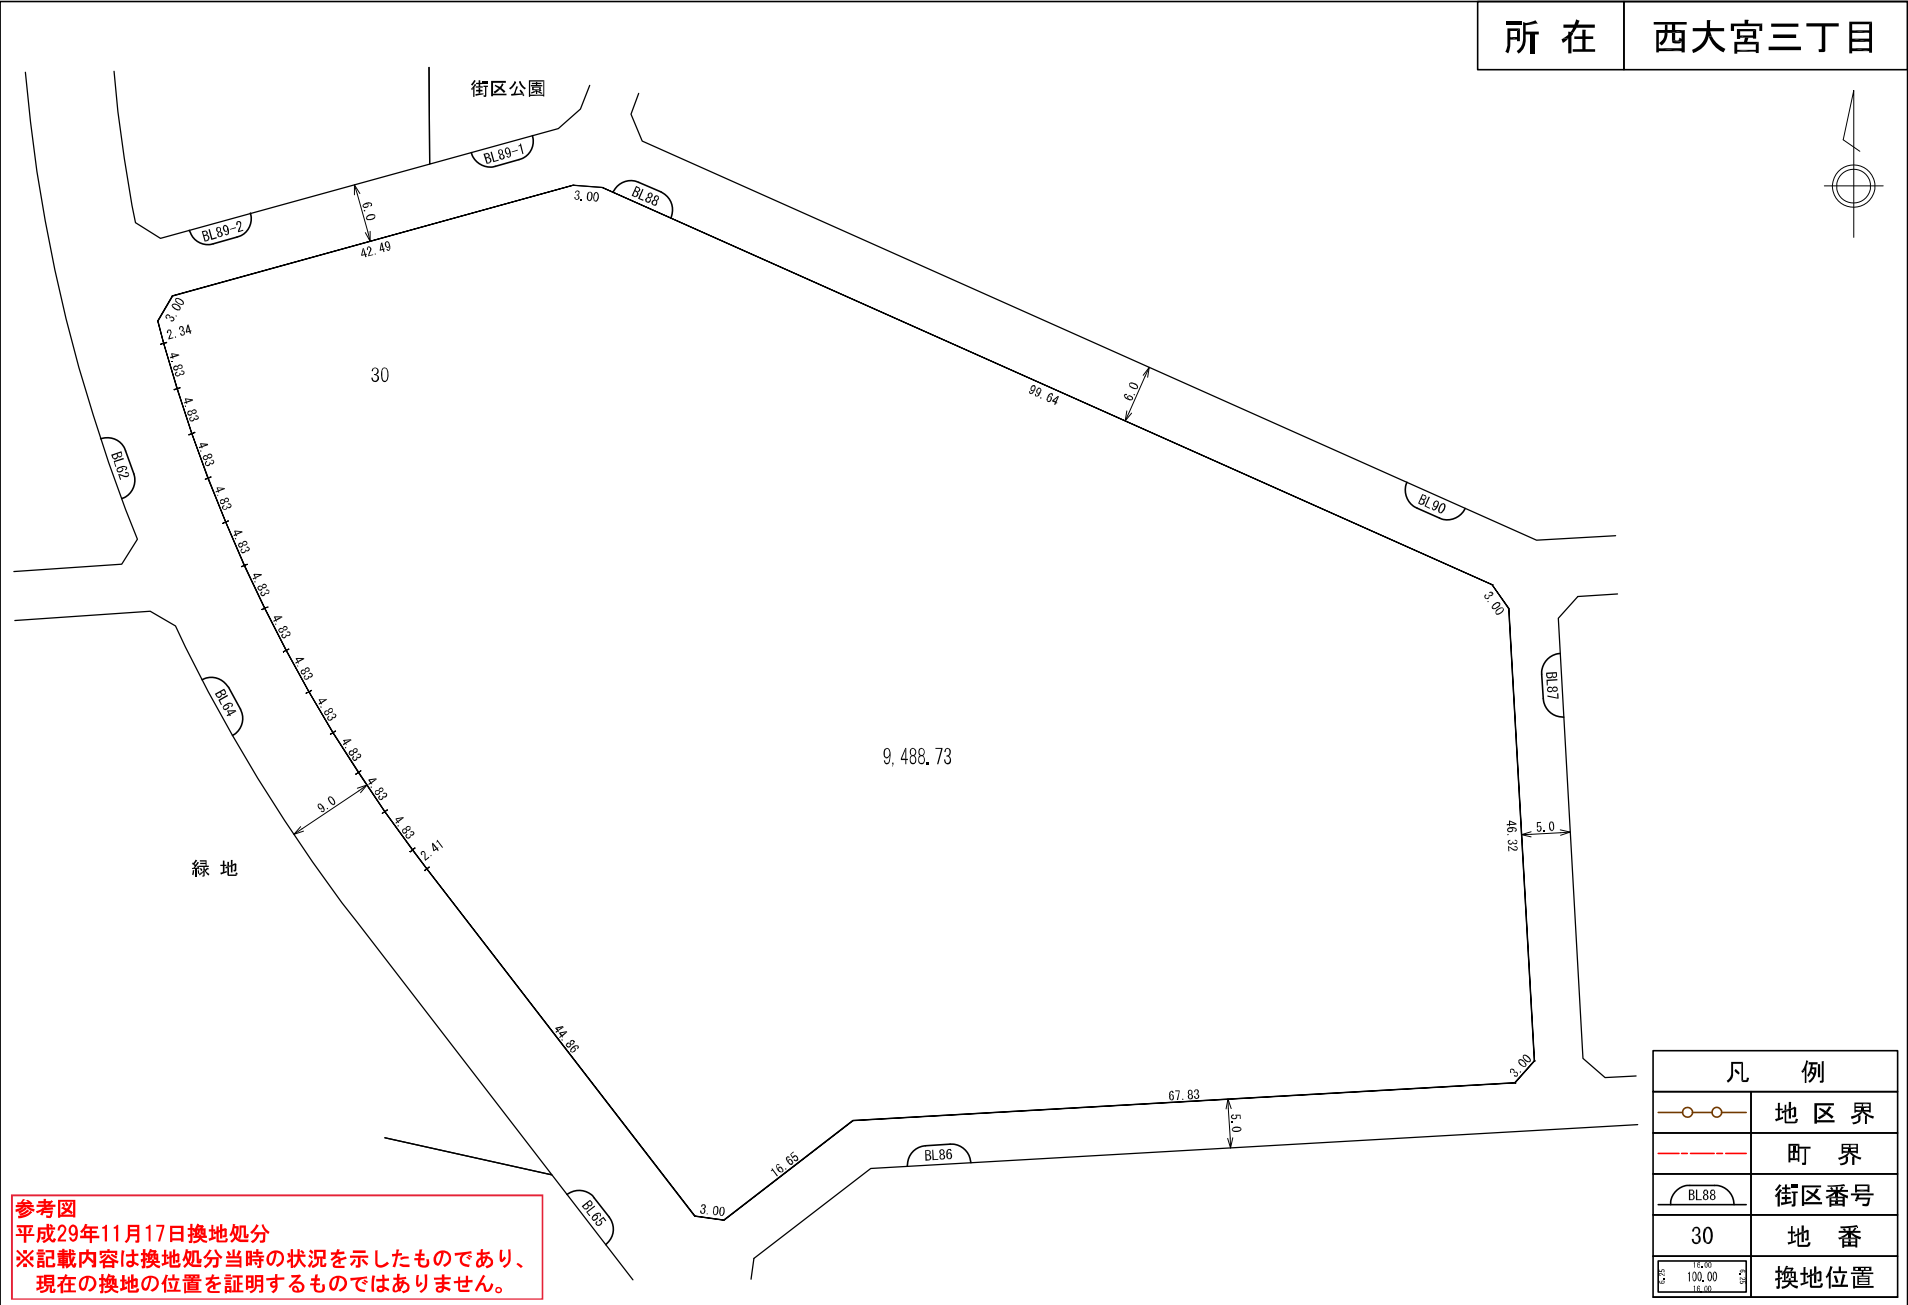 所 在 西大宮三丁目
街区公園
BL89-1
BL89-2
BL88
3.00
6.0
42.49
3.00
2.34
4.83
4.83
4.83
4.83
4.83
4.83
4.83
4.83
4.83
4.83
4.83
4.83
2.41
30
99.64
6.0
BL62
BL90
3.00
BL64
BL87
9,488.73
9.0
46.32
5.0
緑 地
44.86
3.00
67.83
5.0
16.65
BL86
3.00
BL65
凡 例
地 区 界
町 界
BL88 街区番号
30 地 番
16.00
6.25 100.00 6.25
16.00
換地位置
参考図
平成29年11月17日換地処分
※記載内容は換地処分当時の状況を示したものであり、
現在の換地の位置を証明するものではありません。